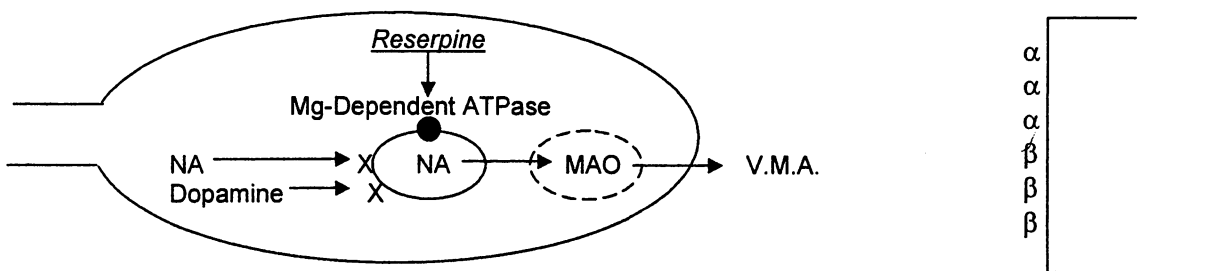 Reserpine
Mg-Dependent ATPase
NA X NA MAO V.M.A.
Dopamine X
α
α
α
β
β
β